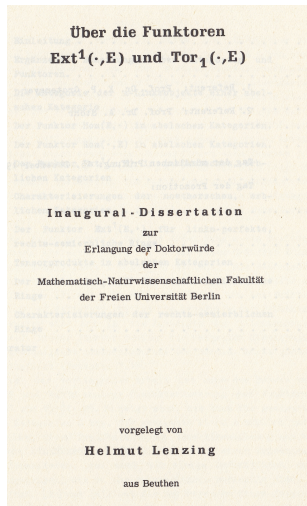 Über die Funktoren
Ext¹(·,E) und Tor₁(·,E)
Inaugural - Dissertation
zur
Erlangung der Doktorwürde
der
Mathematisch-Naturwissenschaftlichen Fakultät
der Freien Universität Berlin
vorgelegt von
Helmut Lenzing
aus Beuthen